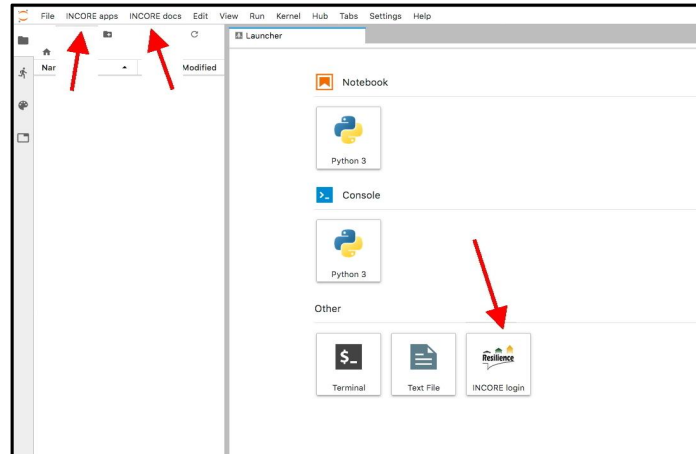 File INCORE apps INCORE docs Edit View Run Kernel Hub Tabs Settings Help
Launcher
Modified
Notebook
Python 3
>_ Console
Python 3
Other
$_
Resilience
Terminal Text File INCORE login